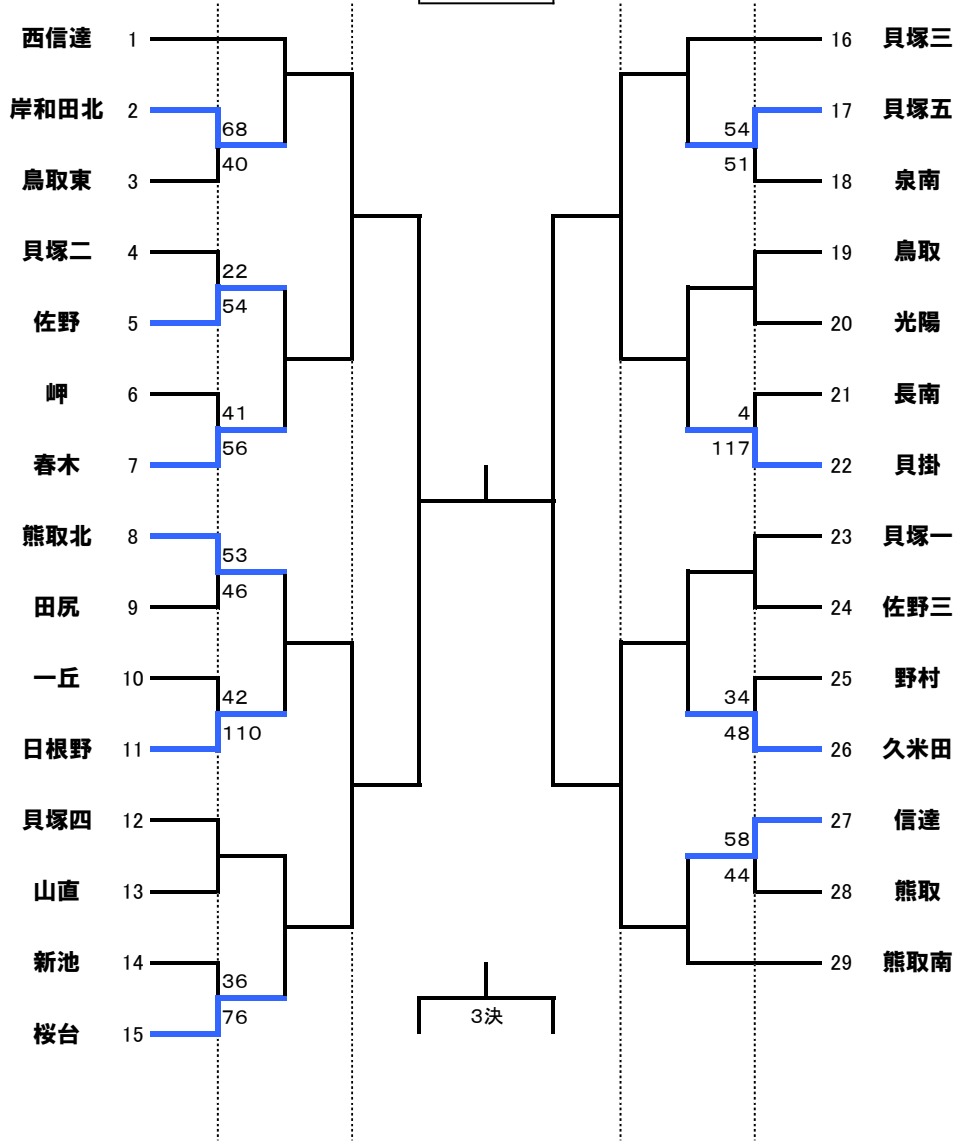 西信達 1
岸和田北 2
68
40
鳥取東 3
貝塚二 4
22
54
佐野 5
岬 6
41
56
春木 7
熊取北 8
53
46
田尻 9
一丘 10
42
110
日根野 11
貝塚四 12
山直 13
新池 14
36
76
桜台 15
3決
16 貝塚三
17 貝塚五
54
51
18 泉南
19 鳥取
20 光陽
21 長南
4
117
22 貝掛
23 貝塚一
24 佐野三
25 野村
34
48
26 久米田
27 信達
58
44
28 熊取
29 熊取南